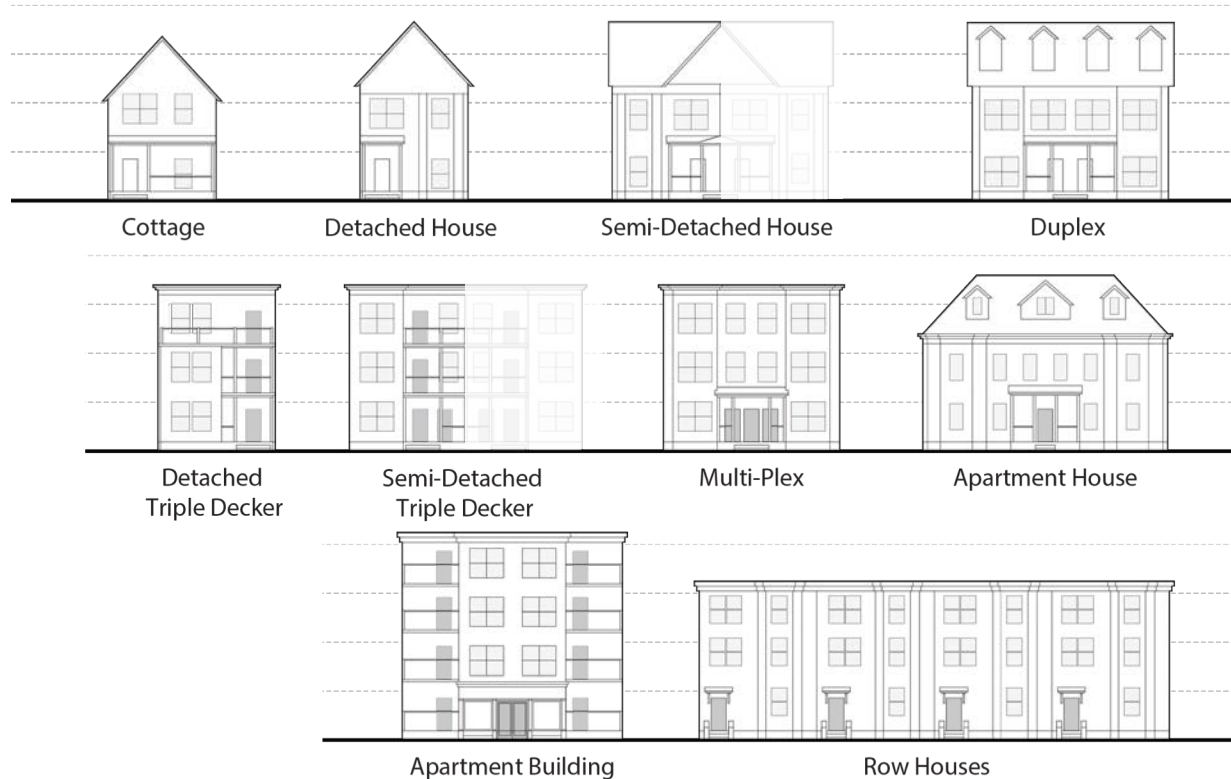 Cottage
Detached House
Semi-Detached House
Duplex
Detached
Triple Decker
Semi-Detached
Triple Decker
Multi-Plex
Apartment House
Apartment Building
Row Houses